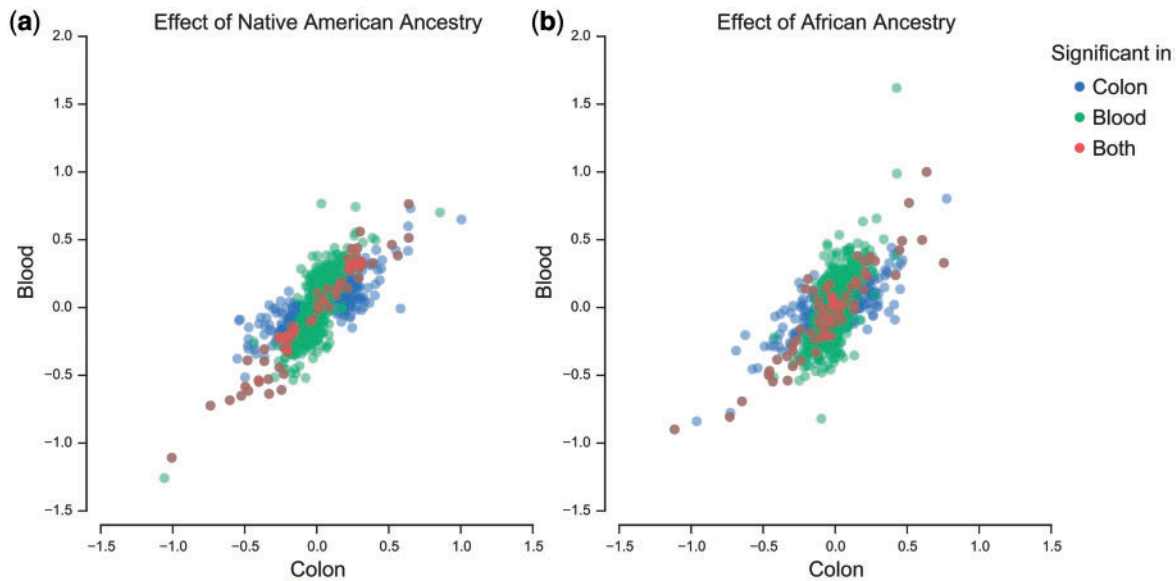 (a) Effect of Native American Ancestry
2.0
1.5
1.0
0.5
0.0
−0.5
−1.0
−1.5
Blood
−1.5 −1.0 −0.5 0.0 0.5 1.0 1.5
Colon
(b) Effect of African Ancestry
2.0
1.5
1.0
0.5
0.0
−0.5
−1.0
−1.5
Blood
−1.5 −1.0 −0.5 0.0 0.5 1.0 1.5
Colon
Significant in
Colon
Blood
Both